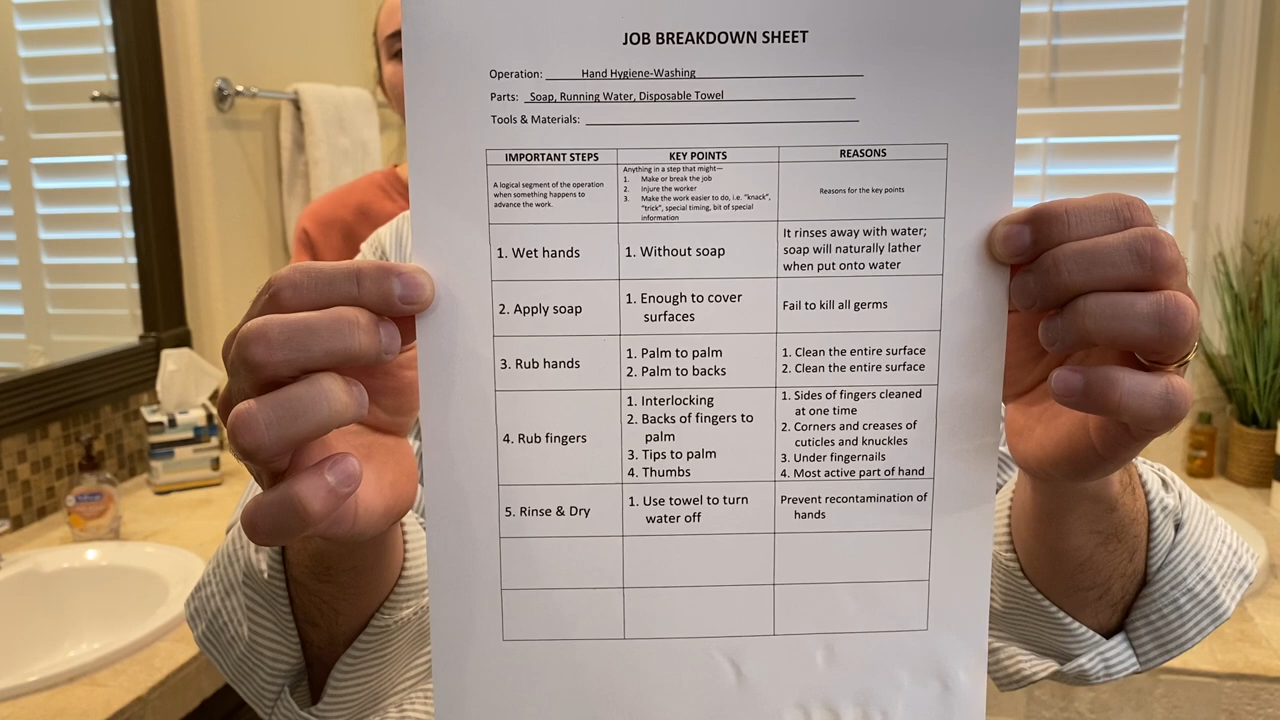 JOB BREAKDOWN SHEET
Operation: Hand Hygiene-Washing
Parts: Soap, Running Water, Disposable Towel
Tools & Materials:
IMPORTANT STEPS
KEY POINTS
REASONS
A logical segment of the operation
when something happens to
advance the work.
Anything in a step that might—
1. Make or break the job
2. Injure the worker
3. Make the work easier to do, i.e. "knack",
"trick", special timing, bit of special
information
Reasons for the key points
1. Wet hands
1. Without soap
It rinses away with water;
soap will naturally lather
when put onto water
2. Apply soap
1. Enough to cover
surfaces
Fail to kill all germs
3. Rub hands
1. Palm to palm
2. Palm to backs
1. Clean the entire surface
2. Clean the entire surface
4. Rub fingers
1. Interlocking
2. Backs of fingers to
palm
3. Tips to palm
4. Thumbs
1. Sides of fingers cleaned
at one time
2. Corners and creases of
cuticles and knuckles
3. Under fingernails
4. Most active part of hand
5. Rinse & Dry
1. Use towel to turn
water off
Prevent recontamination of
hands